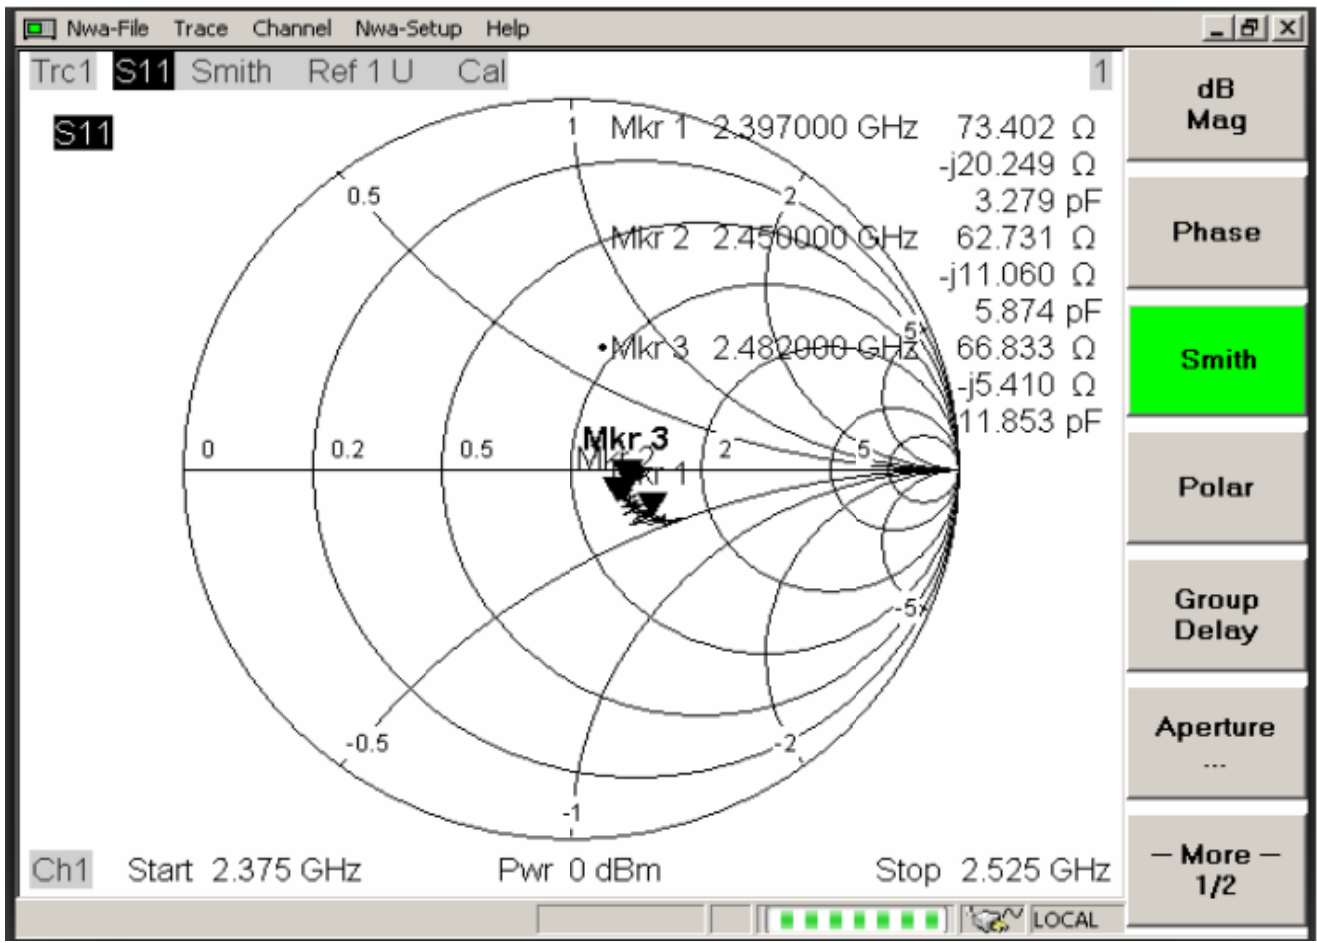 Nwa-File Trace Channel Nwa-Setup Help
Trc1 S11 Smith Ref 1 U Cal 1
S11
Mkr 1 2.397000 GHz 73.402 Ω
-j20.249 Ω
3.279 pF
Mkr 2 2.450000 GHz 62.731 Ω
-j11.060 Ω
5.874 pF
•Mkr 3 2.482000 GHz 66.833 Ω
-j5.410 Ω
11.853 pF
1
0.5
2
5
0 0.2 0.5 2 5
Mkr 3
Mkr 2
Mkr 1
-5
-0.5
-2
-1
Ch1 Start 2.375 GHz Pwr 0 dBm Stop 2.525 GHz
LOCAL
dB
Mag
Phase
Smith
Polar
Group
Delay
Aperture
...
— More —
1/2